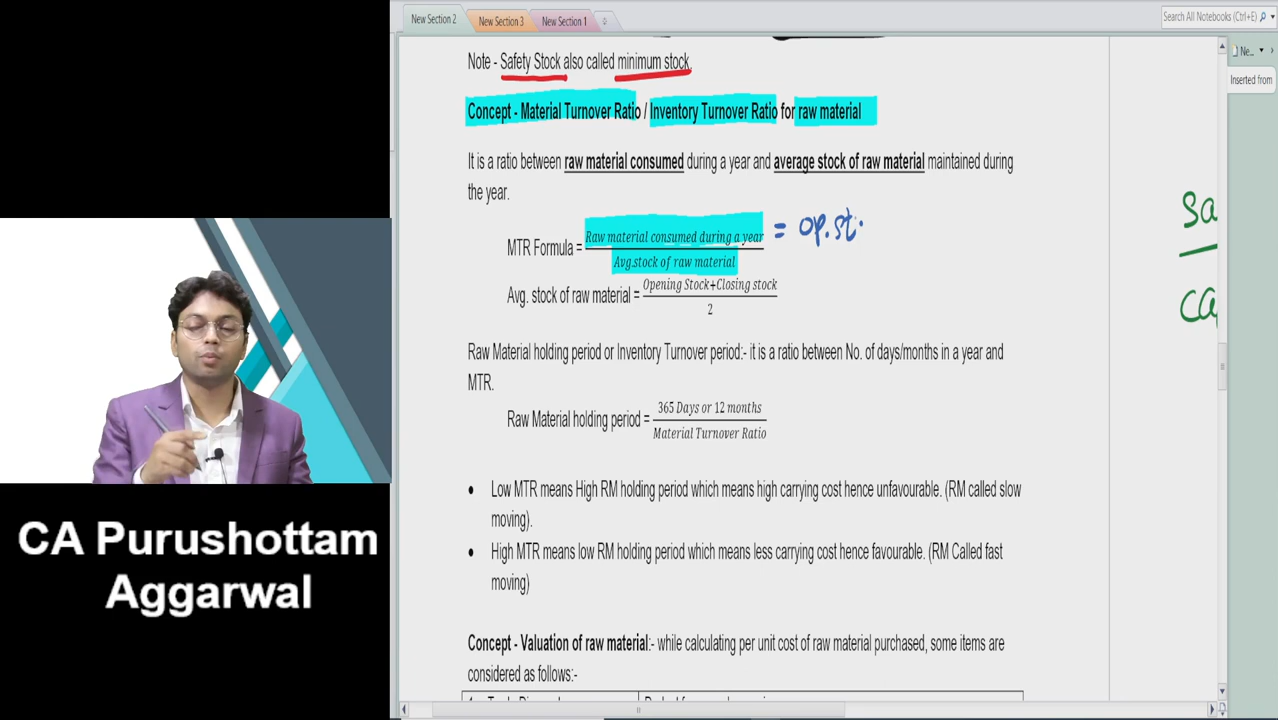 New Section 2
New Section 3
New Section 1
Search All Notebooks (Ctrl+E)
Ne...
Inserted from
Note - Safety Stock also called minimum stock.
Concept - Material Turnover Ratio / Inventory Turnover Ratio for raw material
It is a ratio between raw material consumed during a year and average stock of raw material maintained during
the year.
MTR Formula = Raw material consumed during a year = op.st.
Avg.stock of raw material
Avg. stock of raw material = Opening Stock+Closing stock
2
Raw Material holding period or Inventory Turnover period:- it is a ratio between No. of days/months in a year and
MTR.
Raw Material holding period = 365 Days or 12 months
Material Turnover Ratio
• Low MTR means High RM holding period which means high carrying cost hence unfavourable. (RM called slow
moving).
• High MTR means low RM holding period which means less carrying cost hence favourable. (RM Called fast
moving)
Concept - Valuation of raw material:- while calculating per unit cost of raw material purchased, some items are
considered as follows:-
CA Purushottam
Aggarwal